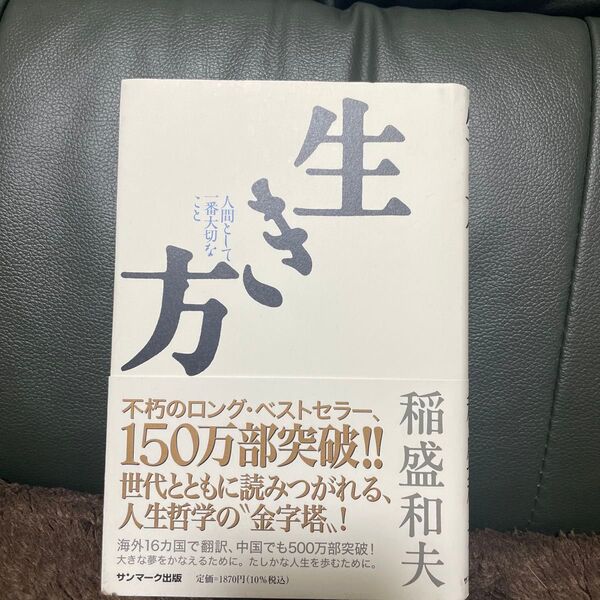 生き方
人間として
一番大切な
こと
稲盛和夫
不朽のロング・ベストセラー、
150万部突破!!
世代とともに読みつがれる、
人生哲学の〝金字塔〟!
海外16カ国で翻訳、中国でも500万部突破!
大きな夢をかなえるために。たしかな人生を歩むために。
サンマーク出版 定価=1870円(10%税込)